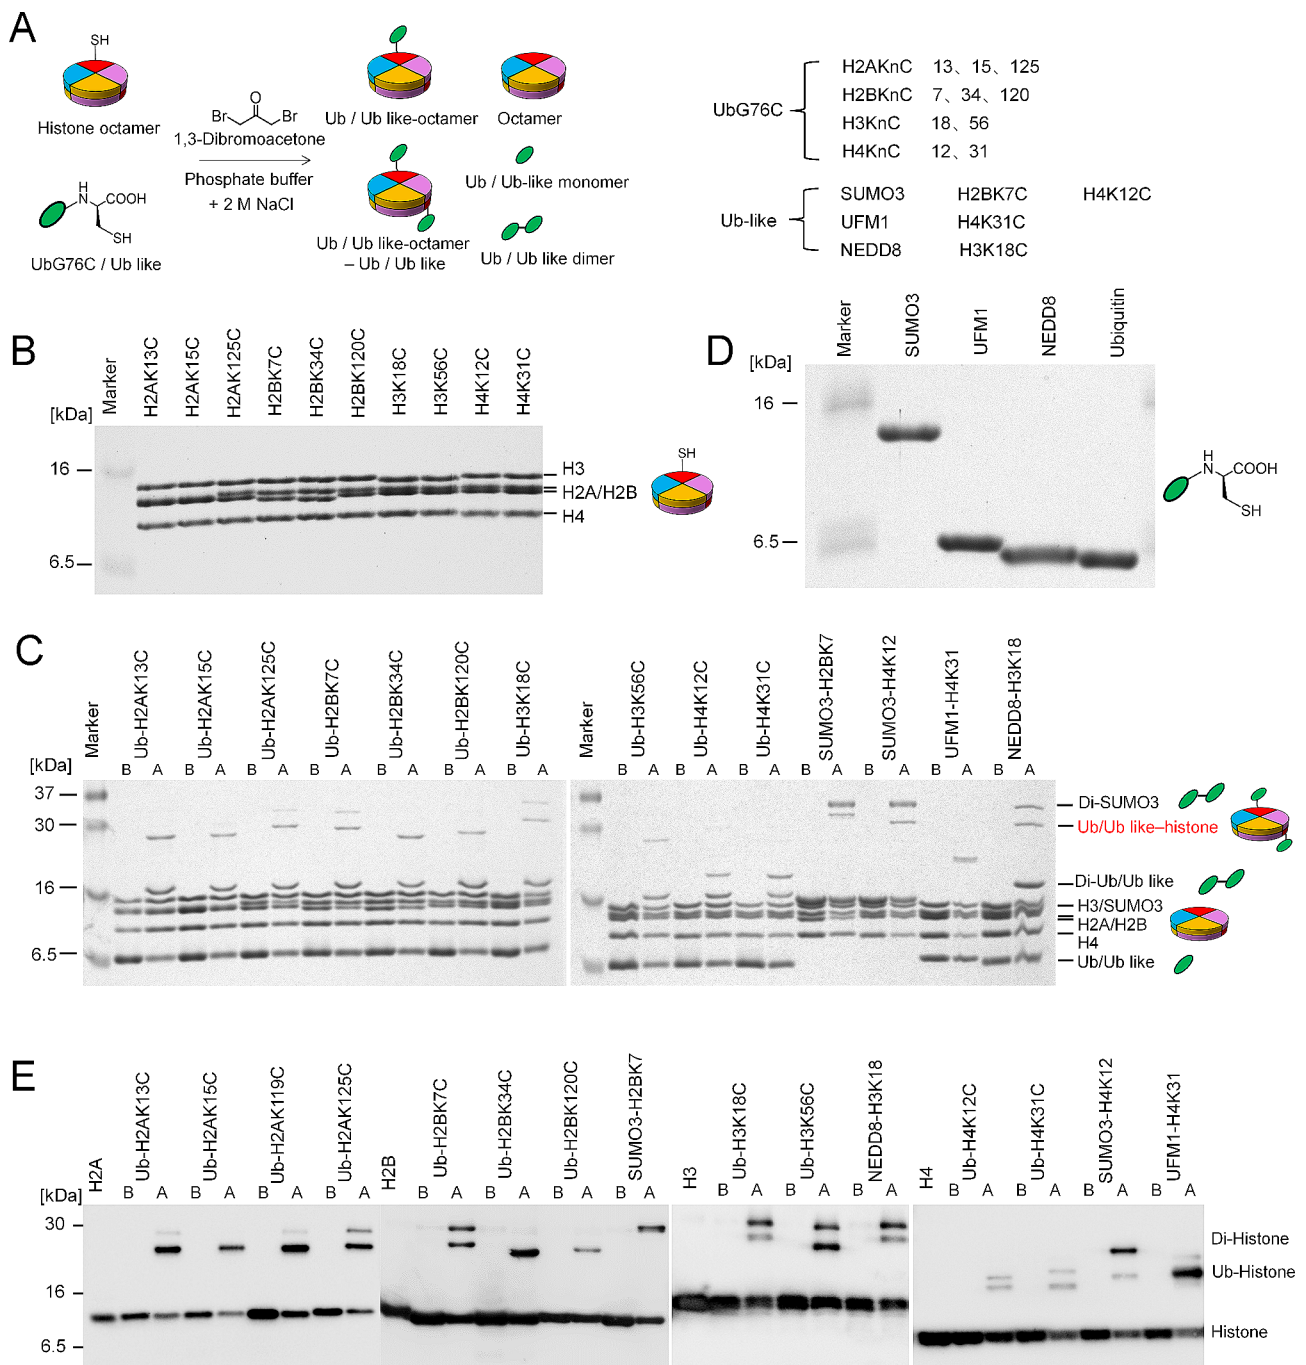 A
SH
Histone octamer
H
N
COOH
SH
UbG76C / Ub like
O
Br Br
1,3-Dibromoacetone
Phosphate buffer
+ 2 M NaCl
Ub / Ub like-octamer
Octamer
Ub / Ub-like monomer
Ub / Ub like-octamer
– Ub / Ub like
Ub / Ub like dimer
UbG76C
H2AKnC 13、15、125
H2BKnC 7、34、120
H3KnC 18、56
H4KnC 12、31
Ub-like
SUMO3 H2BK7C H4K12C
UFM1 H4K31C
NEDD8 H3K18C
B
[kDa]
Marker
H2AK13C
H2AK15C
H2AK125C
H2BK7C
H2BK34C
H2BK120C
H3K18C
H3K56C
H4K12C
H4K31C
16
6.5
H3
H2A/H2B
H4
SH
D
[kDa]
Marker
SUMO3
UFM1
NEDD8
Ubiquitin
16
6.5
H
N
COOH
SH
C
[kDa]
Marker
Ub-H2AK13C
Ub-H2AK15C
Ub-H2AK125C
Ub-H2BK7C
Ub-H2BK34C
Ub-H2BK120C
Ub-H3K18C
B A B A B A B A B A B A B A
37
30
16
6.5
Marker
Ub-H3K56C
Ub-H4K12C
Ub-H4K31C
SUMO3-H2BK7
SUMO3-H4K12
UFM1-H4K31
NEDD8-H3K18
B A B A B A B A B A B A B A
Di-SUMO3
Ub/Ub like–histone
Di-Ub/Ub like
H3/SUMO3
H2A/H2B
H4
Ub/Ub like
E
[kDa]
H2A
Ub-H2AK13C
Ub-H2AK15C
Ub-H2AK119C
Ub-H2AK125C
B A B A B A B A
H2B
Ub-H2BK7C
Ub-H2BK34C
Ub-H2BK120C
SUMO3-H2BK7
B A B A B A B A
H3
Ub-H3K18C
Ub-H3K56C
NEDD8-H3K18
B A B A B A
H4
Ub-H4K12C
Ub-H4K31C
SUMO3-H4K12
UFM1-H4K31
B A B A B A B A
30
16
6.5
Di-Histone
Ub-Histone
Histone